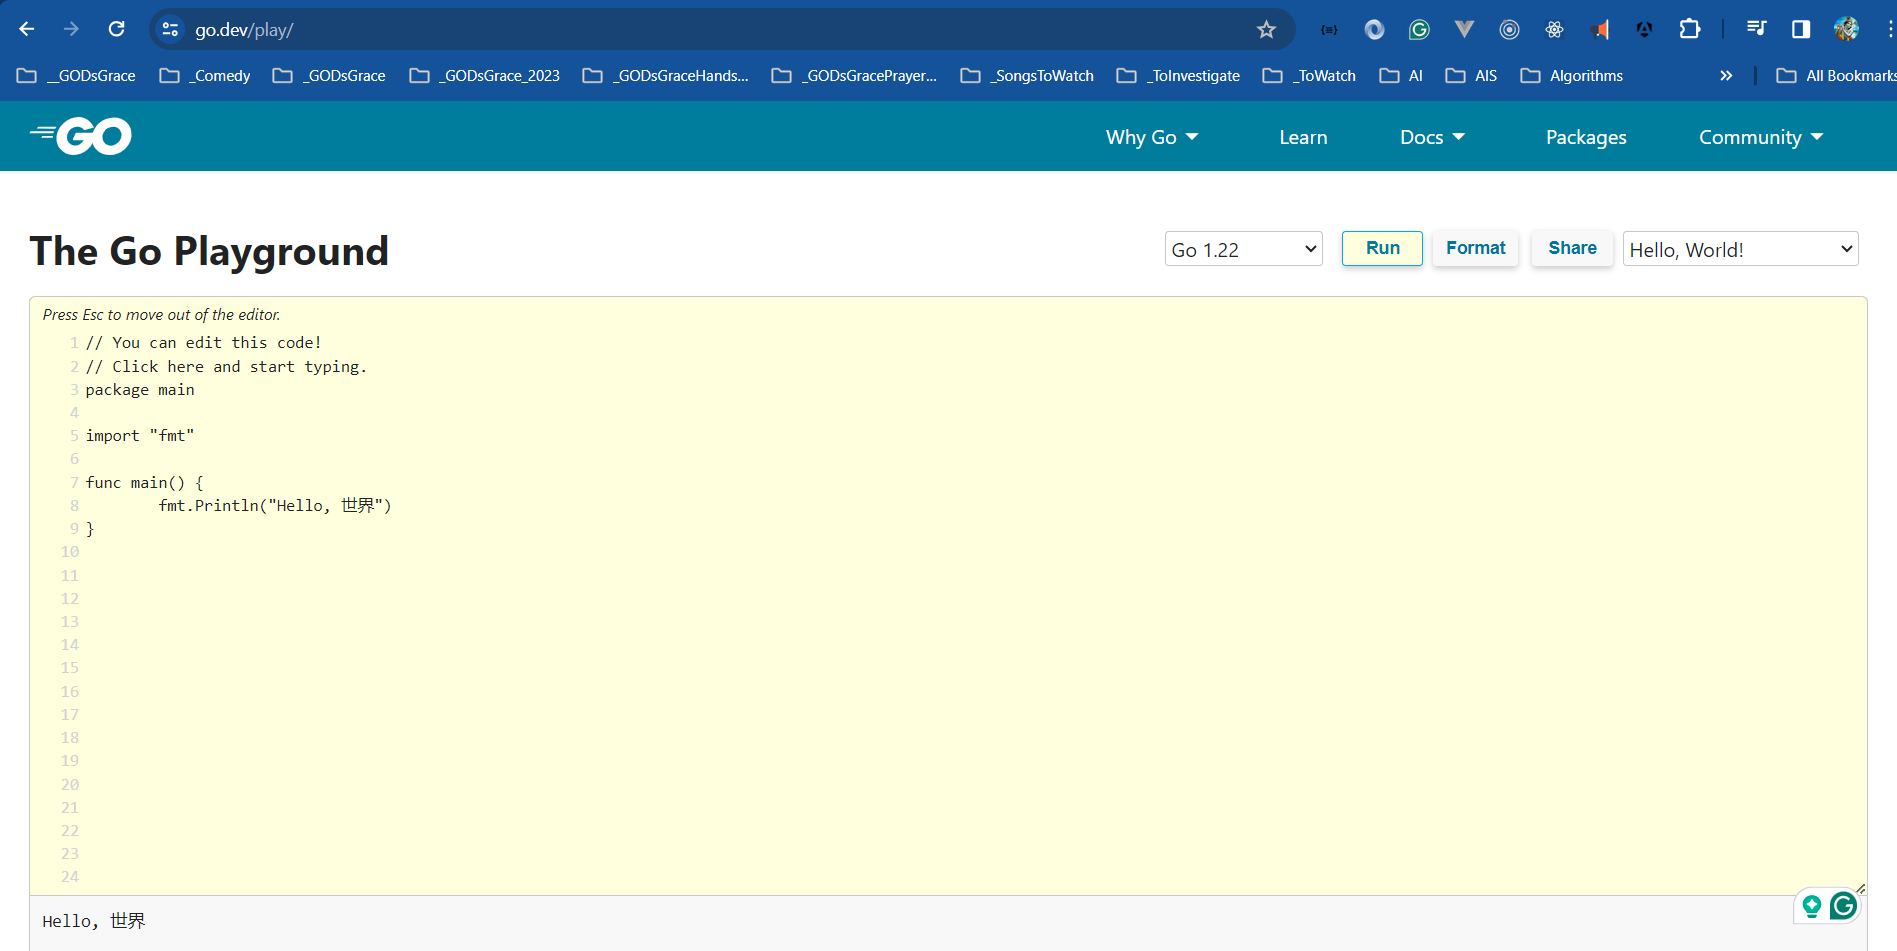 go.dev/play/
__GODsGrace _Comedy _GODsGrace _GODsGrace_2023 _GODsGraceHands... _GODsGracePrayer... _SongsToWatch _ToInvestigate _ToWatch AI AIS Algorithms » All Bookmarks
GO Why Go Learn Docs Packages Community
The Go Playground Go 1.22 Run Format Share Hello, World!
Press Esc to move out of the editor.
1 // You can edit this code!
2 // Click here and start typing.
3 package main
4
5 import "fmt"
6
7 func main() {
8 fmt.Println("Hello, 世界")
9 }
10
11
12
13
14
15
16
17
18
19
20
21
22
23
24
Hello, 世界